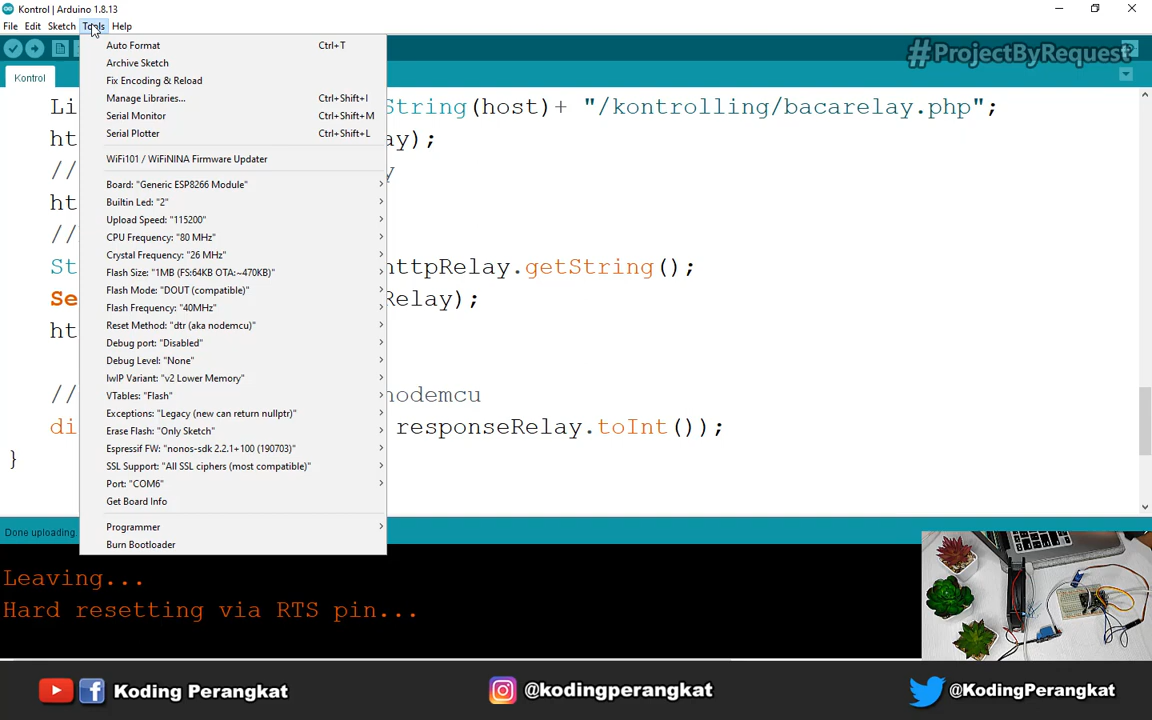 Kontrol | Arduino 1.8.13
File Edit Sketch Tools Help
#ProjectByRequest
Kontrol
Auto Format Ctrl+T
Archive Sketch
Fix Encoding & Reload
Manage Libraries... Ctrl+Shift+I
Serial Monitor Ctrl+Shift+M
Serial Plotter Ctrl+Shift+L
WiFi101 / WiFiNINA Firmware Updater
Board: "Generic ESP8266 Module"
Builtin Led: "2"
Upload Speed: "115200"
CPU Frequency: "80 MHz"
Crystal Frequency: "26 MHz"
Flash Size: "1MB (FS:64KB OTA:~470KB)"
Flash Mode: "DOUT (compatible)"
Flash Frequency: "40MHz"
Reset Method: "dtr (aka nodemcu)"
Debug port: "Disabled"
Debug Level: "None"
lwIP Variant: "v2 Lower Memory"
VTables: "Flash"
Exceptions: "Legacy (new can return nullptr)"
Erase Flash: "Only Sketch"
Espressif FW: "nonos-sdk 2.2.1+100 (190703)"
SSL Support: "All SSL ciphers (most compatible)"
Port: "COM6"
Get Board Info
Programmer
Burn Bootloader
Li String(host)+ "/kontrolling/bacarelay.php";
ht ay);
// y
ht
//
St ttpRelay.getString();
Se Relay);
ht
// nodemcu
di responseRelay.toInt());
}
Done uploading.
Leaving...
Hard resetting via RTS pin...
Koding Perangkat @kodingperangkat @KodingPerangkat